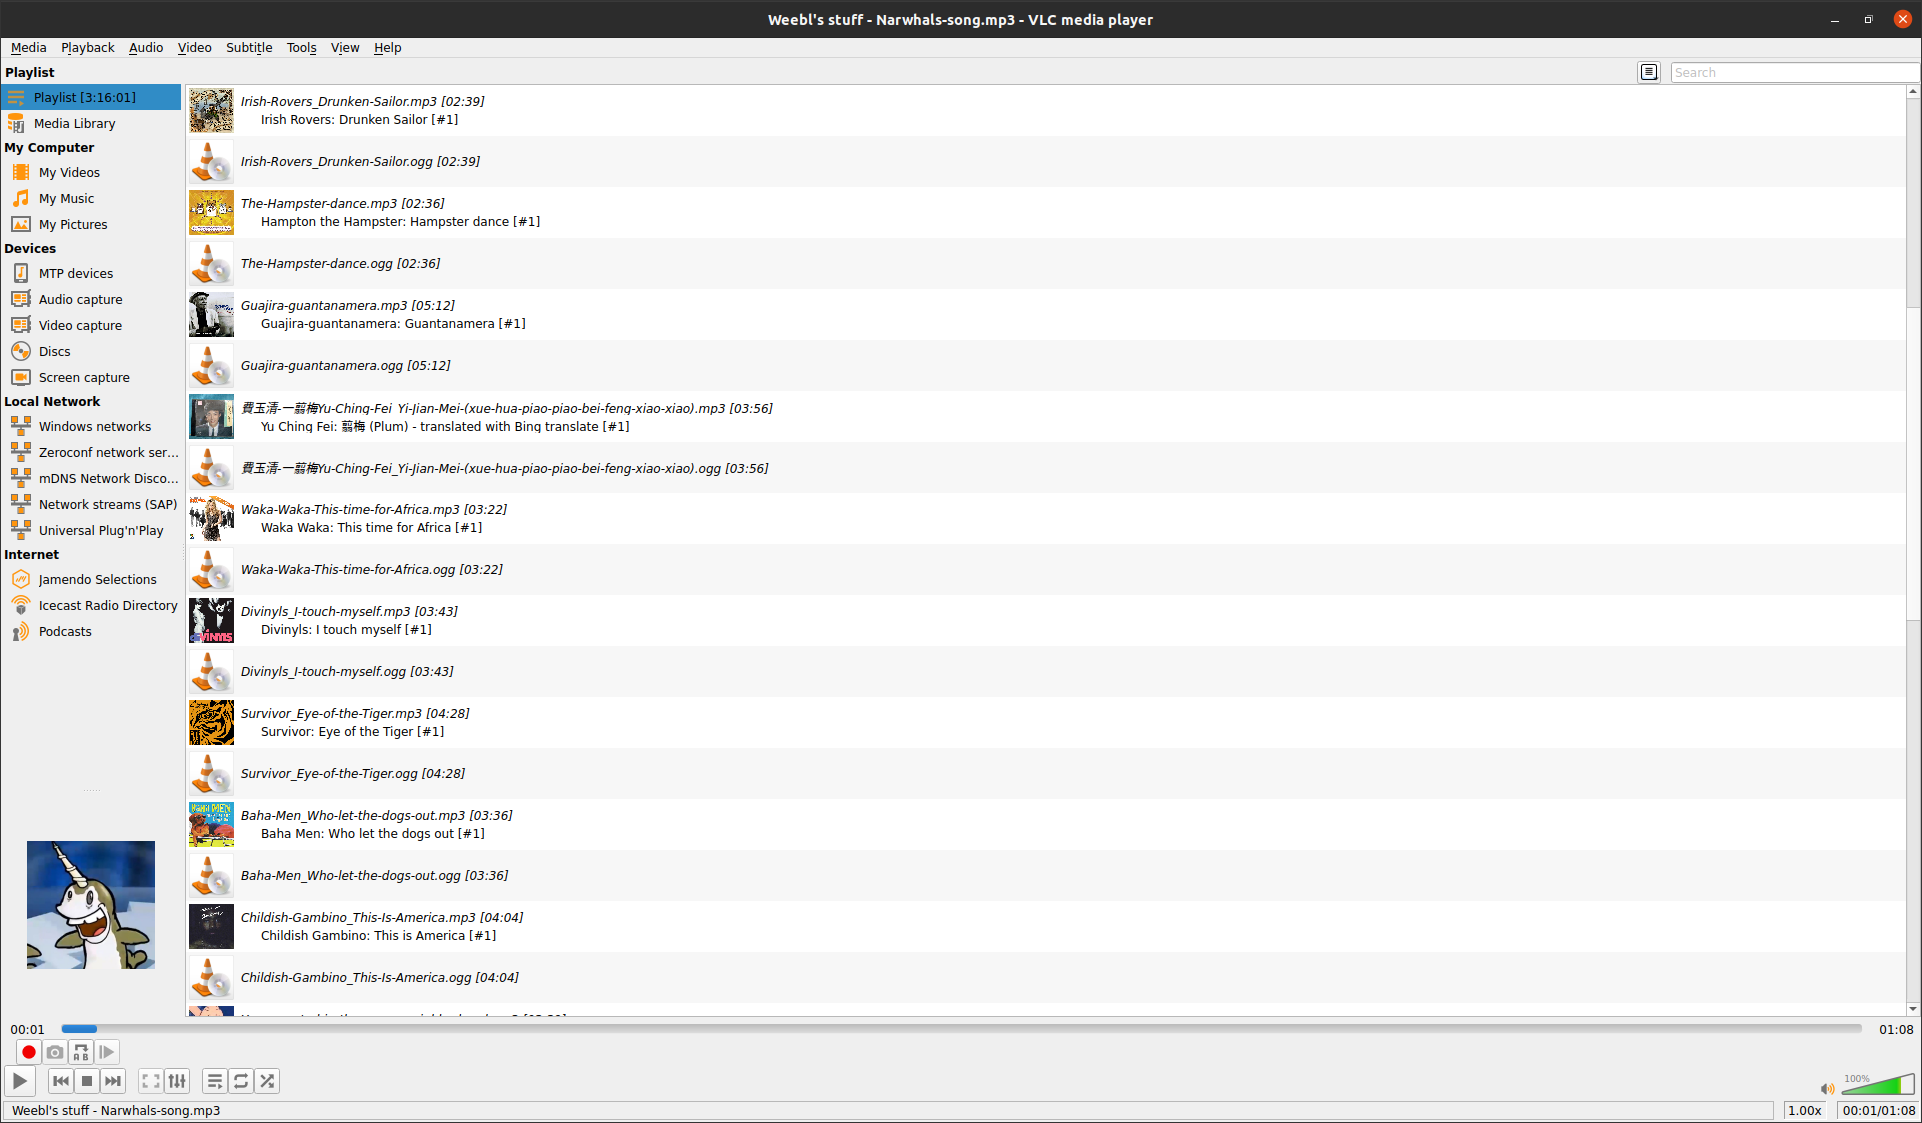 Weebl's stuff - Narwhals-song.mp3 - VLC media player
Media Playback Audio Video Subtitle Tools View Help
Playlist
Search
Playlist [3:16:01]
Media Library
My Computer
My Videos
My Music
My Pictures
Devices
MTP devices
Audio capture
Video capture
Discs
Screen capture
Local Network
Windows networks
Zeroconf network ser...
mDNS Network Disco...
Network streams (SAP)
Universal Plug'n'Play
Internet
Jamendo Selections
Icecast Radio Directory
Podcasts
Irish-Rovers_Drunken-Sailor.mp3 [02:39]
Irish Rovers: Drunken Sailor [#1]
Irish-Rovers_Drunken-Sailor.ogg [02:39]
The-Hampster-dance.mp3 [02:36]
Hampton the Hampster: Hampster dance [#1]
The-Hampster-dance.ogg [02:36]
Guajira-guantanamera.mp3 [05:12]
Guajira-guantanamera: Guantanamera [#1]
Guajira-guantanamera.ogg [05:12]
費玉清-一翦梅Yu-Ching-Fei_Yi-Jian-Mei-(xue-hua-piao-piao-bei-feng-xiao-xiao).mp3 [03:56]
Yu Ching Fei: 翦梅 (Plum) - translated with Bing translate [#1]
費玉清-一翦梅Yu-Ching-Fei_Yi-Jian-Mei-(xue-hua-piao-piao-bei-feng-xiao-xiao).ogg [03:56]
Waka-Waka-This-time-for-Africa.mp3 [03:22]
Waka Waka: This time for Africa [#1]
Waka-Waka-This-time-for-Africa.ogg [03:22]
Divinyls_I-touch-myself.mp3 [03:43]
Divinyls: I touch myself [#1]
Divinyls_I-touch-myself.ogg [03:43]
Survivor_Eye-of-the-Tiger.mp3 [04:28]
Survivor: Eye of the Tiger [#1]
Survivor_Eye-of-the-Tiger.ogg [04:28]
Baha-Men_Who-let-the-dogs-out.mp3 [03:36]
Baha Men: Who let the dogs out [#1]
Baha-Men_Who-let-the-dogs-out.ogg [03:36]
Childish-Gambino_This-Is-America.mp3 [04:04]
Childish Gambino: This is America [#1]
Childish-Gambino_This-Is-America.ogg [04:04]
00:01
01:08
A B
100%
Weebl's stuff - Narwhals-song.mp3
1.00x
00:01/01:08